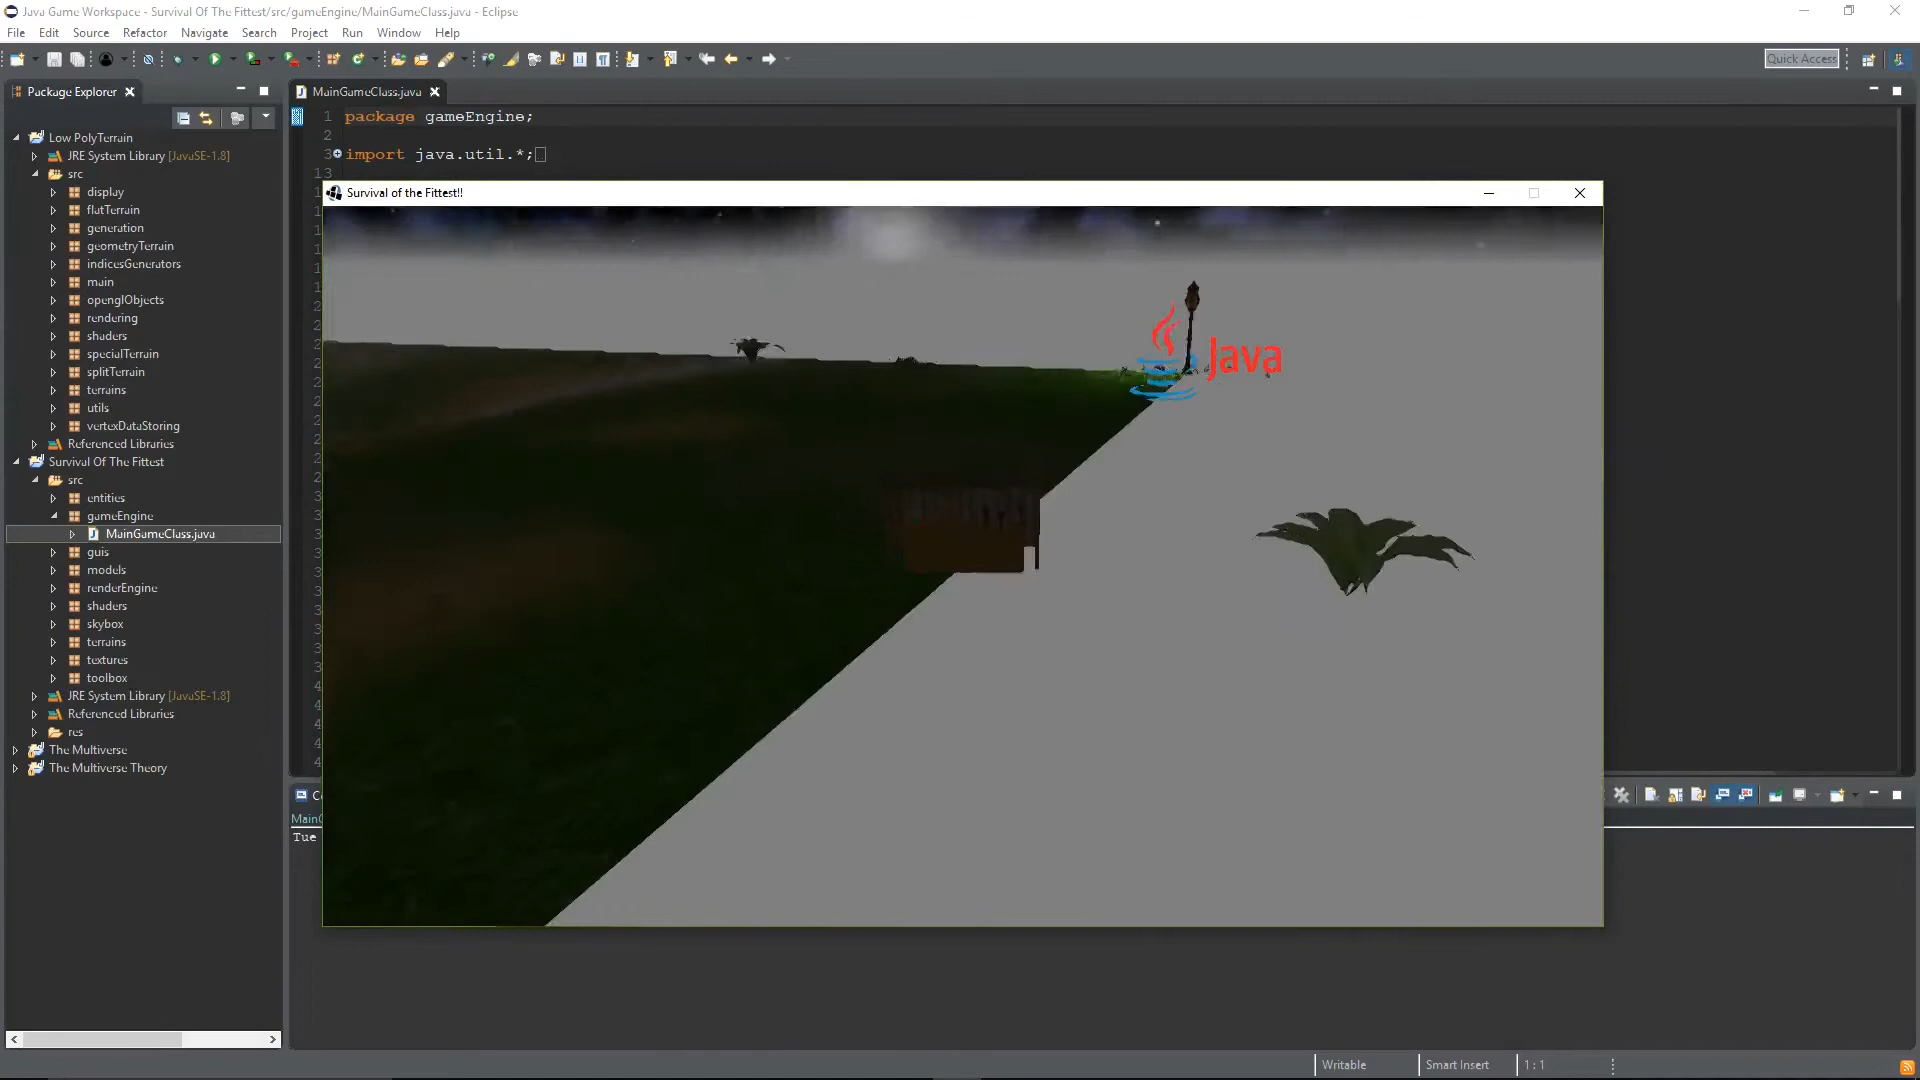 Java Game Workspace - Survival Of The Fittest/src/gameEngine/MainGameClass.java - Eclipse
File Edit Source Refactor Navigate Search Project Run Window Help
Quick Access
Package Explorer
MainGameClass.java
1 package gameEngine;
2
3 import java.util.*;
13
Low PolyTerrain
JRE System Library [JavaSE-1.8]
src
display
flatTerrain
generation
geometryTerrain
indicesGenerators
main
openglObjects
rendering
shaders
specialTerrain
splitTerrain
terrains
utils
vertexDataStoring
Referenced Libraries
Survival Of The Fittest
src
entities
gameEngine
MainGameClass.java
guis
models
renderEngine
shaders
skybox
terrains
textures
toolbox
JRE System Library [JavaSE-1.8]
Referenced Libraries
res
The Multiverse
The Multiverse Theory
Survival of the Fittest!!
Java
Tue
Writable Smart Insert 1 : 1